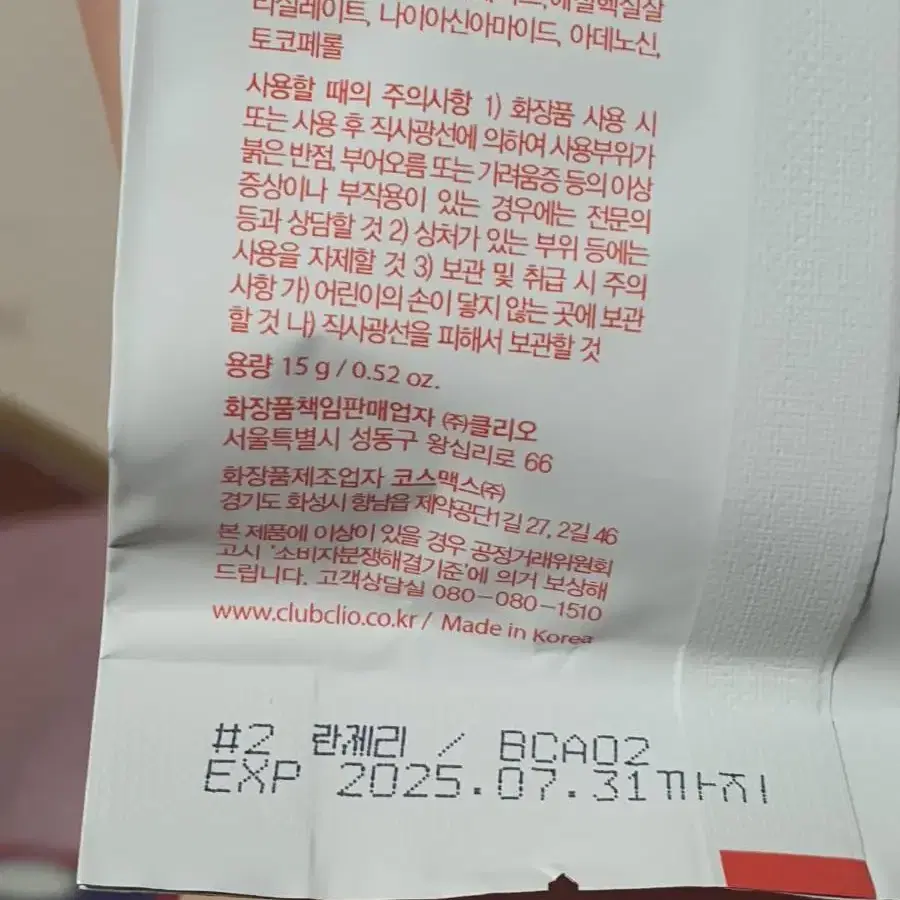 리실레이트, 나이아신아마이드, 아데노신,
토코페롤
사용할 때의 주의사항 1) 화장품 사용 시
또는 사용 후 직사광선에 의하여 사용부위가
붉은 반점, 부어오름 또는 가려움증 등의 이상
증상이나 부작용이 있는 경우에는 전문의
등과 상담할 것 2) 상처가 있는 부위 등에는
사용을 자제할 것 3) 보관 및 취급 시 주의
사항 가) 어린이의 손이 닿지 않는 곳에 보관
할 것 나) 직사광선을 피해서 보관할 것
용량 15 g / 0.52 oz.
화장품책임판매업자 ㈜클리오
서울특별시 성동구 왕십리로 66
화장품제조업자 코스맥스㈜
경기도 화성시 향남읍 제약공단1길 27, 2길 46
본 제품에 이상이 있을 경우 공정거래위원회
고시 '소비자분쟁해결기준'에 의거 보상해
드립니다. 고객상담실 080-080-1510
www.clubclio.co.kr / Made in Korea
#2 란제리 / BCA02
EXP 2025.07.31까지